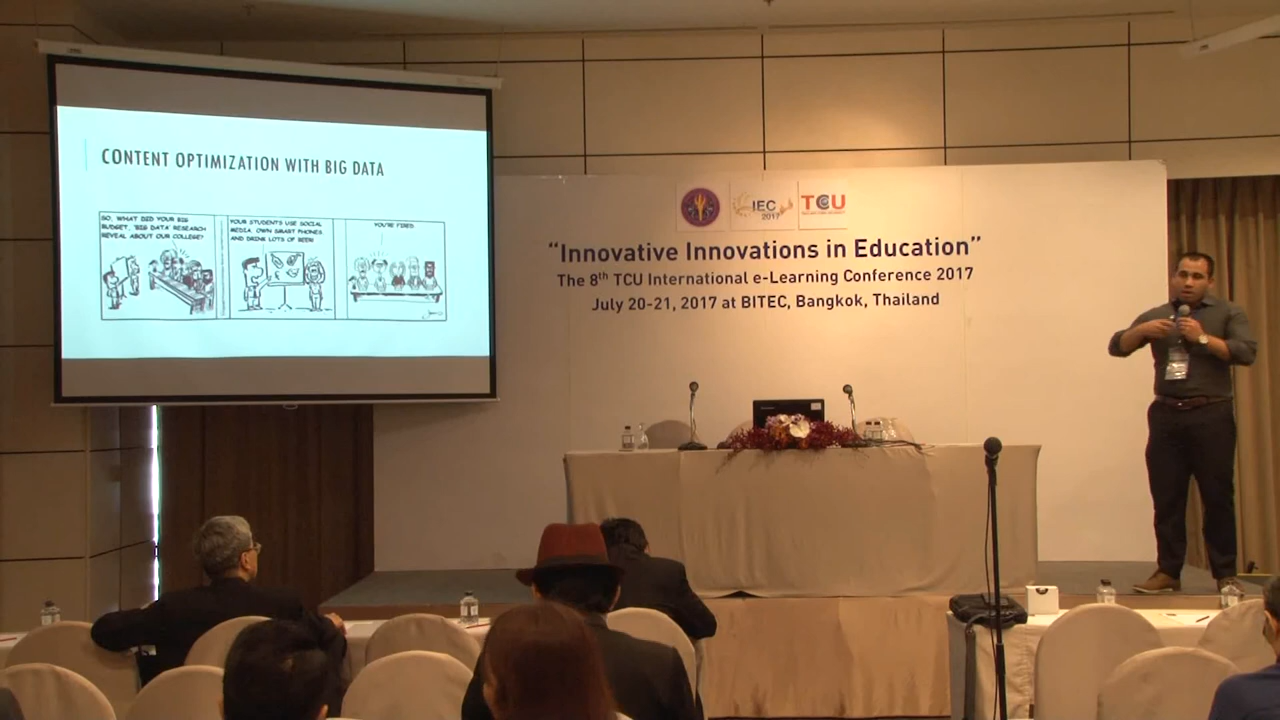 CONTENT OPTIMIZATION WITH BIG DATA
SO, WHAT DID YOUR BIG
BUDGET, 'BIG DATA' RESEARCH
REVEAL ABOUT OUR COLLEGE?
YOUR STUDENTS USE SOCIAL
MEDIA, OWN SMART PHONES
AND DRINK LOTS OF BEER!
YOU'RE FIRED.
IEC
2017
TCU
“Innovative Innovations in Education”
The 8th TCU International e-Learning Conference 2017
July 20-21, 2017 at BITEC, Bangkok, Thailand